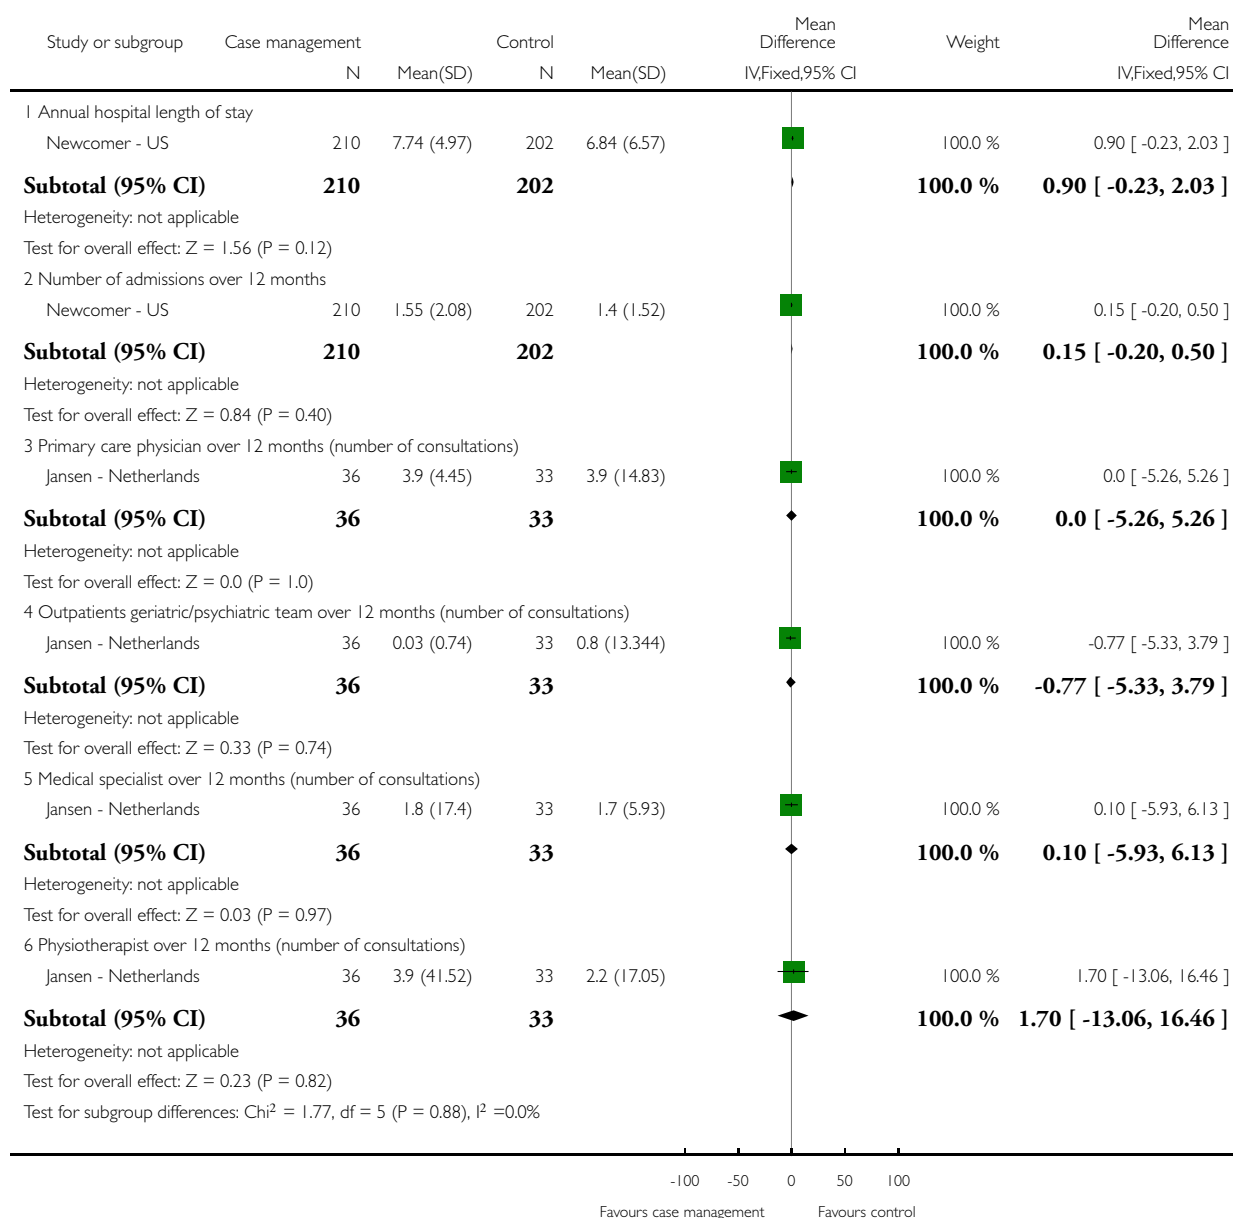 Study or subgroup Case management Control Mean Difference Weight Mean Difference
N Mean(SD) N Mean(SD) IV,Fixed,95% CI IV,Fixed,95% CI
1 Annual hospital length of stay
Newcomer - US 210 7.74 (4.97) 202 6.84 (6.57) 100.0 % 0.90 [ -0.23, 2.03 ]
Subtotal (95% CI) 210 202 100.0 % 0.90 [ -0.23, 2.03 ]
Heterogeneity: not applicable
Test for overall effect: Z = 1.56 (P = 0.12)
2 Number of admissions over 12 months
Newcomer - US 210 1.55 (2.08) 202 1.4 (1.52) 100.0 % 0.15 [ -0.20, 0.50 ]
Subtotal (95% CI) 210 202 100.0 % 0.15 [ -0.20, 0.50 ]
Heterogeneity: not applicable
Test for overall effect: Z = 0.84 (P = 0.40)
3 Primary care physician over 12 months (number of consultations)
Jansen - Netherlands 36 3.9 (4.45) 33 3.9 (14.83) 100.0 % 0.0 [ -5.26, 5.26 ]
Subtotal (95% CI) 36 33 100.0 % 0.0 [ -5.26, 5.26 ]
Heterogeneity: not applicable
Test for overall effect: Z = 0.0 (P = 1.0)
4 Outpatients geriatric/psychiatric team over 12 months (number of consultations)
Jansen - Netherlands 36 0.03 (0.74) 33 0.8 (13.344) 100.0 % -0.77 [ -5.33, 3.79 ]
Subtotal (95% CI) 36 33 100.0 % -0.77 [ -5.33, 3.79 ]
Heterogeneity: not applicable
Test for overall effect: Z = 0.33 (P = 0.74)
5 Medical specialist over 12 months (number of consultations)
Jansen - Netherlands 36 1.8 (17.4) 33 1.7 (5.93) 100.0 % 0.10 [ -5.93, 6.13 ]
Subtotal (95% CI) 36 33 100.0 % 0.10 [ -5.93, 6.13 ]
Heterogeneity: not applicable
Test for overall effect: Z = 0.03 (P = 0.97)
6 Physiotherapist over 12 months (number of consultations)
Jansen - Netherlands 36 3.9 (41.52) 33 2.2 (17.05) 100.0 % 1.70 [ -13.06, 16.46 ]
Subtotal (95% CI) 36 33 100.0 % 1.70 [ -13.06, 16.46 ]
Heterogeneity: not applicable
Test for overall effect: Z = 0.23 (P = 0.82)
Test for subgroup differences: Chi² = 1.77, df = 5 (P = 0.88), I² =0.0%
-100 -50 0 50 100
Favours case management Favours control